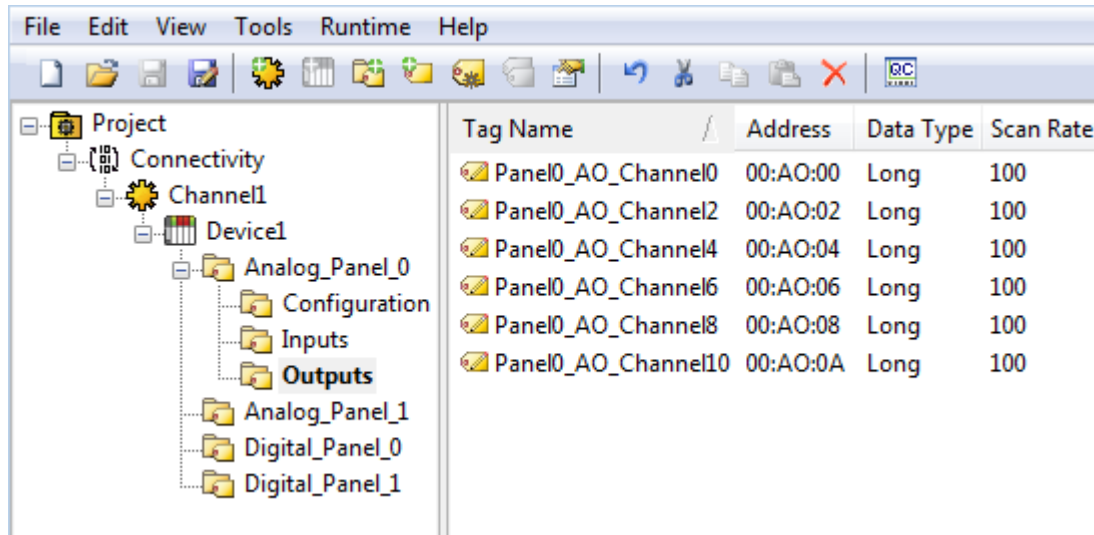 File Edit View Tools Runtime Help
QC
Project
Connectivity
Channel1
Device1
Analog_Panel_0
Configuration
Inputs
Outputs
Analog_Panel_1
Digital_Panel_0
Digital_Panel_1
Tag Name Address Data Type Scan Rate
Panel0_AO_Channel0 00:AO:00 Long 100
Panel0_AO_Channel2 00:AO:02 Long 100
Panel0_AO_Channel4 00:AO:04 Long 100
Panel0_AO_Channel6 00:AO:06 Long 100
Panel0_AO_Channel8 00:AO:08 Long 100
Panel0_AO_Channel10 00:AO:0A Long 100